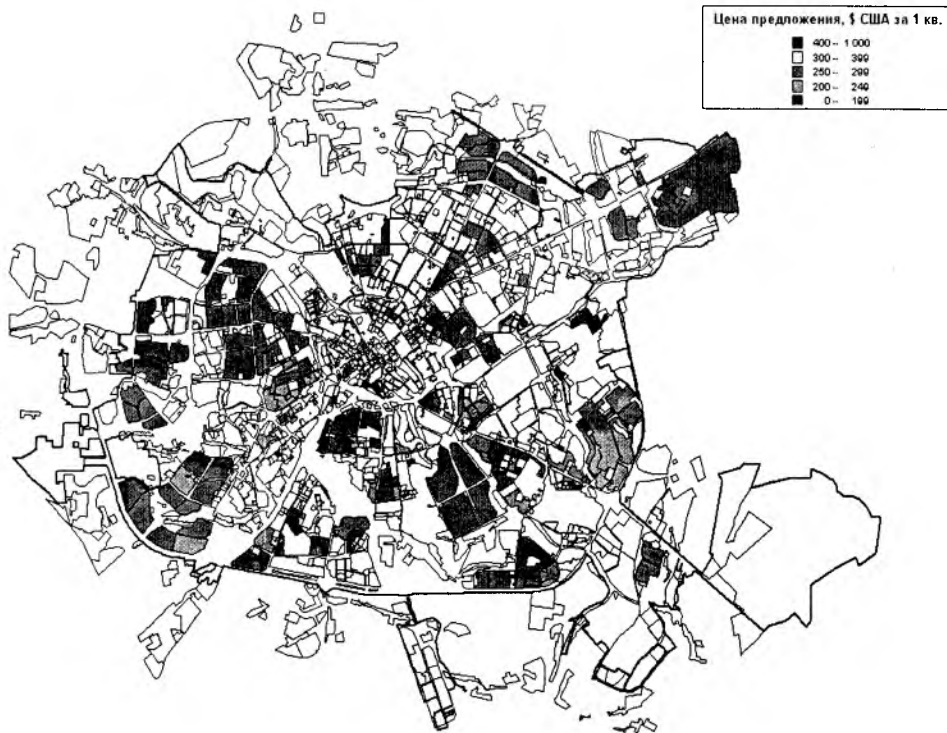 Цена предложения, $ США за 1 кв.
400 – 1 000
300 – 399
250 – 299
200 – 249
0 – 199